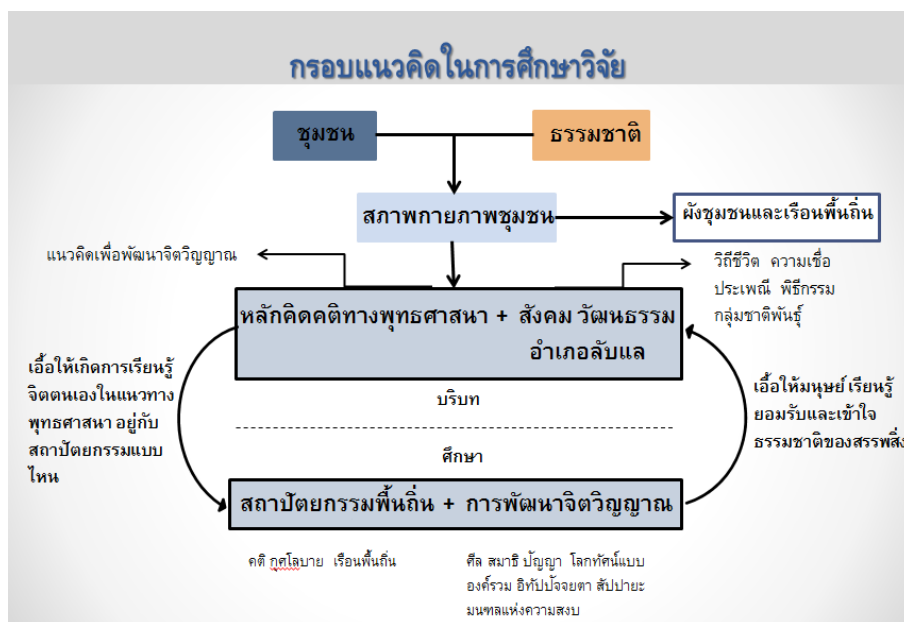 กรอบแนวคิดในการศึกษาวิจัย
ชุมชน
ธรรมชาติ
สภาพกายภาพชุมชน
ผังชุมชนและเรือนพื้นถิ่น
แนวคิดเพื่อพัฒนาจิตวิญญาณ
วิถีชีวิต ความเชื่อ
ประเพณี พิธีกรรม
กลุ่มชาติพันธุ์
หลักคิดคติทางพุทธศาสนา + สังคม วัฒนธรรม
อำเภอลับแล
เอื้อให้เกิดการเรียนรู้
จิตตนเองในแนวทาง
พุทธศาสนา อยู่กับ
สถาปัตยกรรมแบบ
ไหน
บริบท
ศึกษา
เอื้อให้มนุษย์ เรียนรู้
ยอมรับและเข้าใจ
ธรรมชาติของสรรพสิ่ง
สถาปัตยกรรมพื้นถิ่น + การพัฒนาจิตวิญญาณ
คติ กุศโลบาย เรือนพื้นถิ่น
ศีล สมาธิ ปัญญา โลกทัศน์แบบ
องค์รวม อิทัปปัจจยตา สัปปายะ
มนฑลแห่งความสงบ